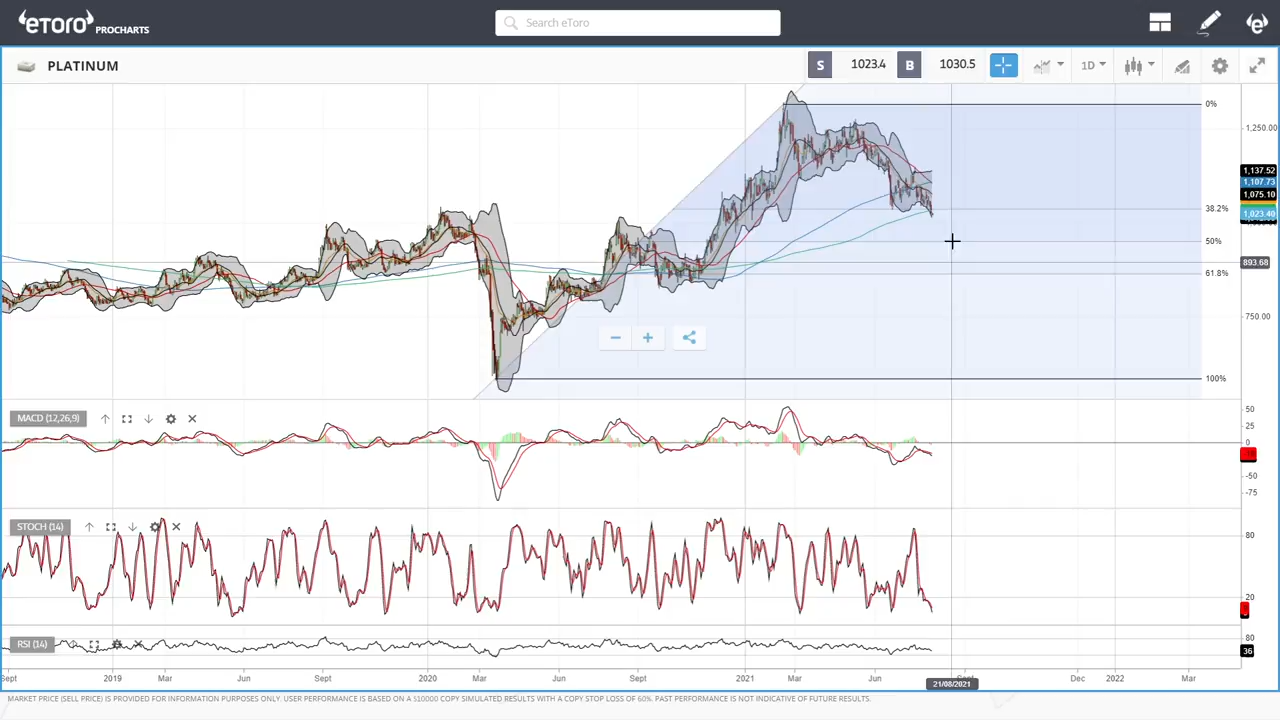 eToro PROCHARTS
Search eToro
PLATINUM
S 1023.4 B 1030.5 1D
0%
1,250.00
1,137.52
1,107.73
1,075.10
38.2%
1,023.40
50%
893.68
61.8%
750.00
100%
MACD (12,26,9)
50
25
0
-50
-75
STOCH (14)
80
20
RSI (14)
80
36
Sept 2019 Mar Jun Sept 2020 Mar Jun Sept 2021 Mar Jun Sept Dec 2022 Mar
21/08/2021
MARKET PRICE (SELL PRICE) IS PROVIDED FOR INFORMATION PURPOSES ONLY. USER PERFORMANCE IS BASED ON A $10000 COPY SIMULATED RESULTS WITH A COPY STOP LOSS OF 60%. PAST PERFORMANCE IS NOT INDICATIVE OF FUTURE RESULTS.